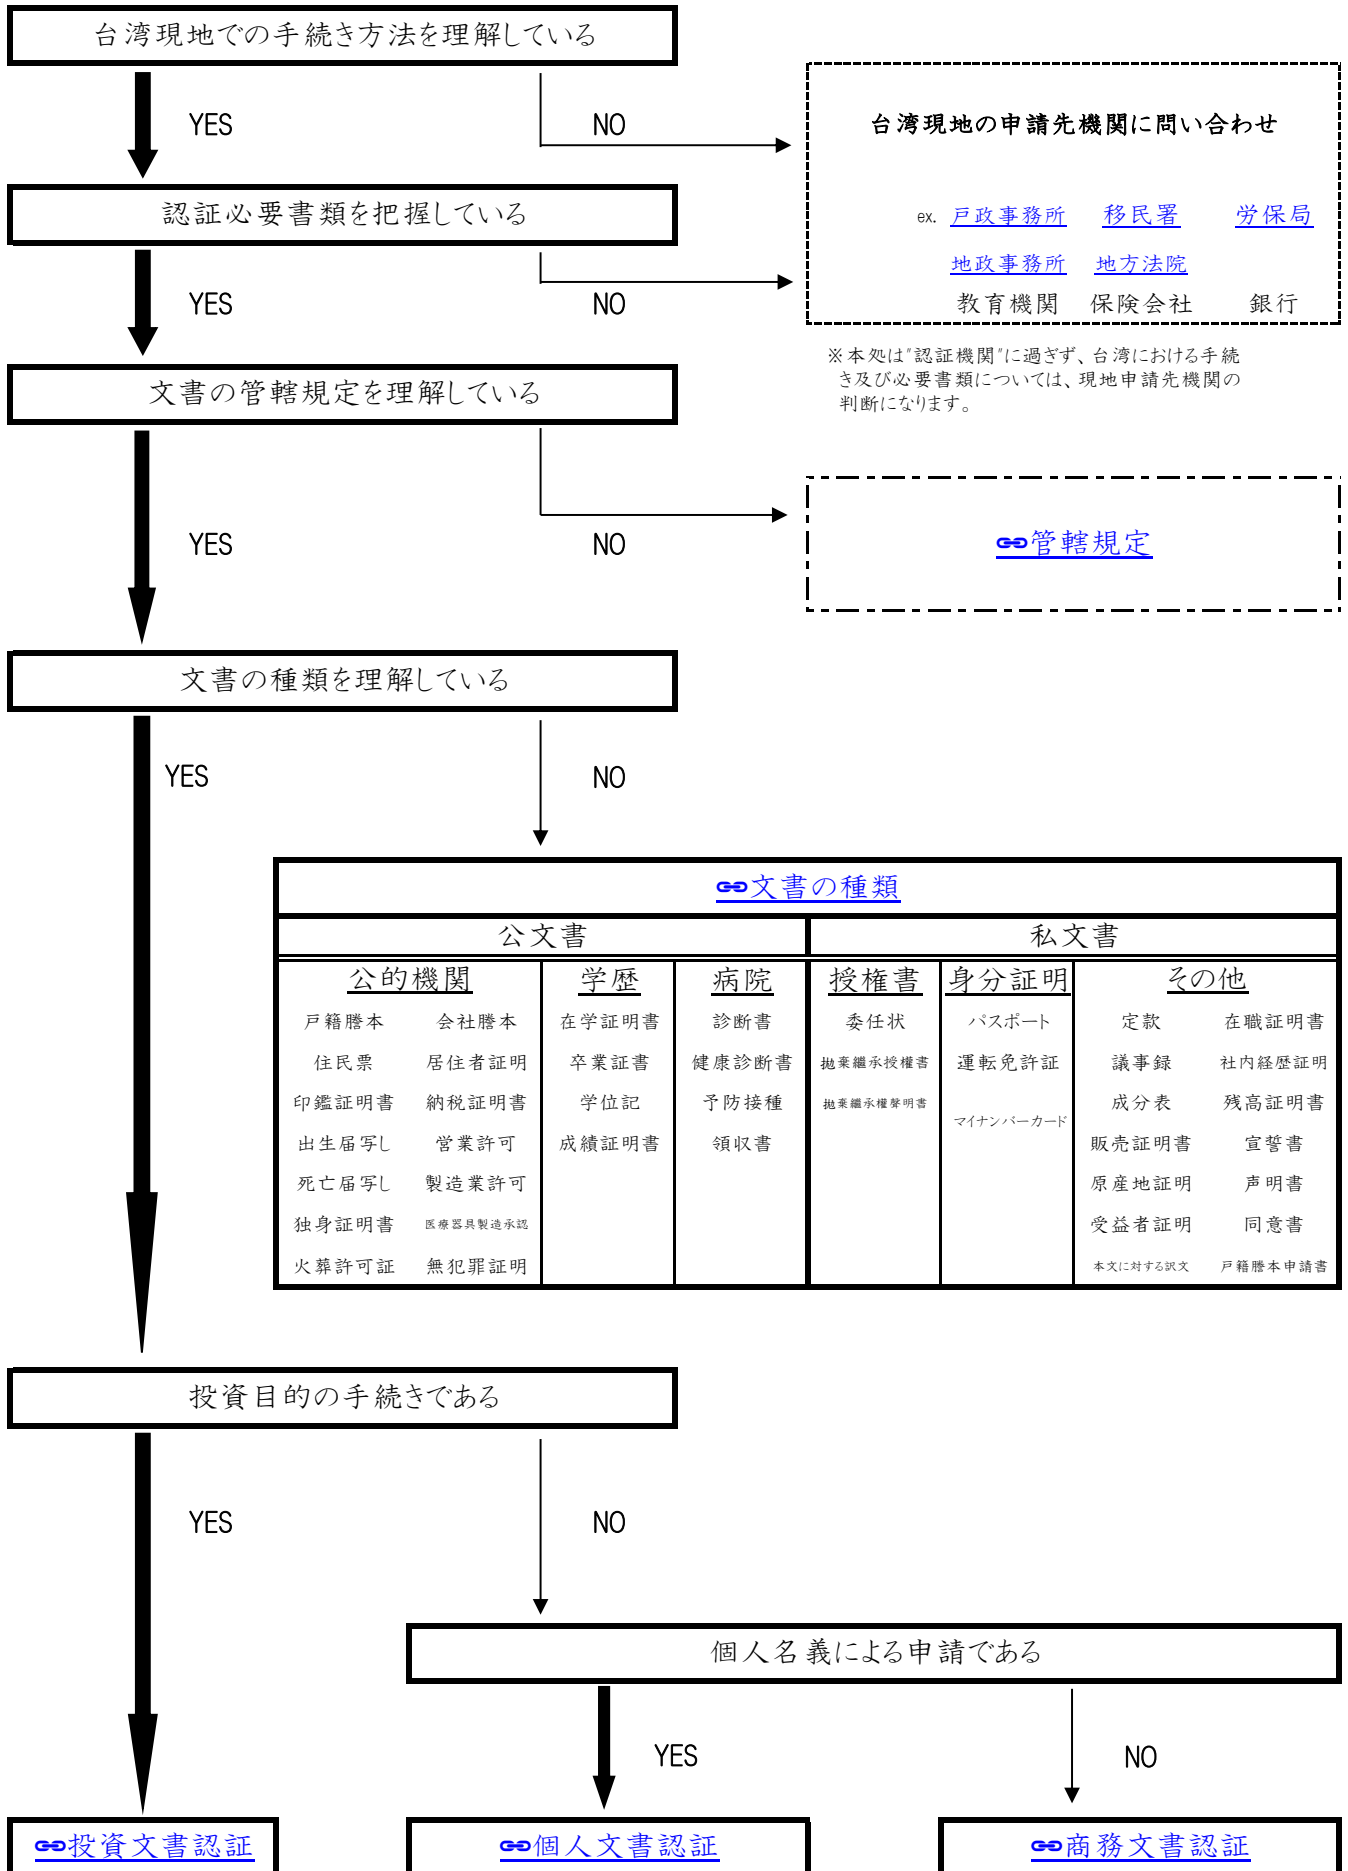 台湾現地での手続き方法を理解している
YES
NO
台湾現地の申請先機関に問い合わせ
ex. 戸政事務所 移民署 労保局
地政事務所 地方法院
教育機関 保険会社 銀行
認証必要書類を把握している
YES
NO
※本処は"認証機関"に過ぎず、台湾における手続
き及び必要書類については、現地申請先機関の
判断になります。
文書の管轄規定を理解している
YES
NO
管轄規定
文書の種類を理解している
YES
NO
文書の種類
公文書 私文書
公的機関 学歴 病院 授権書 身分証明 その他
戸籍謄本 会社謄本 在学証明書 診断書 委任状 パスポート 定款 在職証明書
住民票 居住者証明 卒業証書 健康診断書 拋棄繼承授權書 運転免許証 議事録 社内経歴証明
印鑑証明書 納税証明書 学位記 予防接種 拋棄繼承權聲明書 マイナンバーカード 成分表 残高証明書
出生届写し 営業許可 成績証明書 領収書 販売証明書 宣誓書
死亡届写し 製造業許可 原産地証明 声明書
独身証明書 医療器具製造承認 受益者証明 同意書
火葬許可証 無犯罪証明 本文に対する訳文 戸籍謄本申請書
投資目的の手続きである
YES
NO
個人名義による申請である
YES
NO
投資文書認証 個人文書認証 商務文書認証